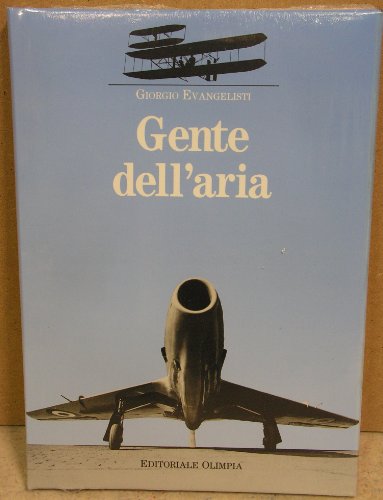 GIORGIO EVANGELISTI
Gente
dell'aria
EDITORIALE OLIMPIA